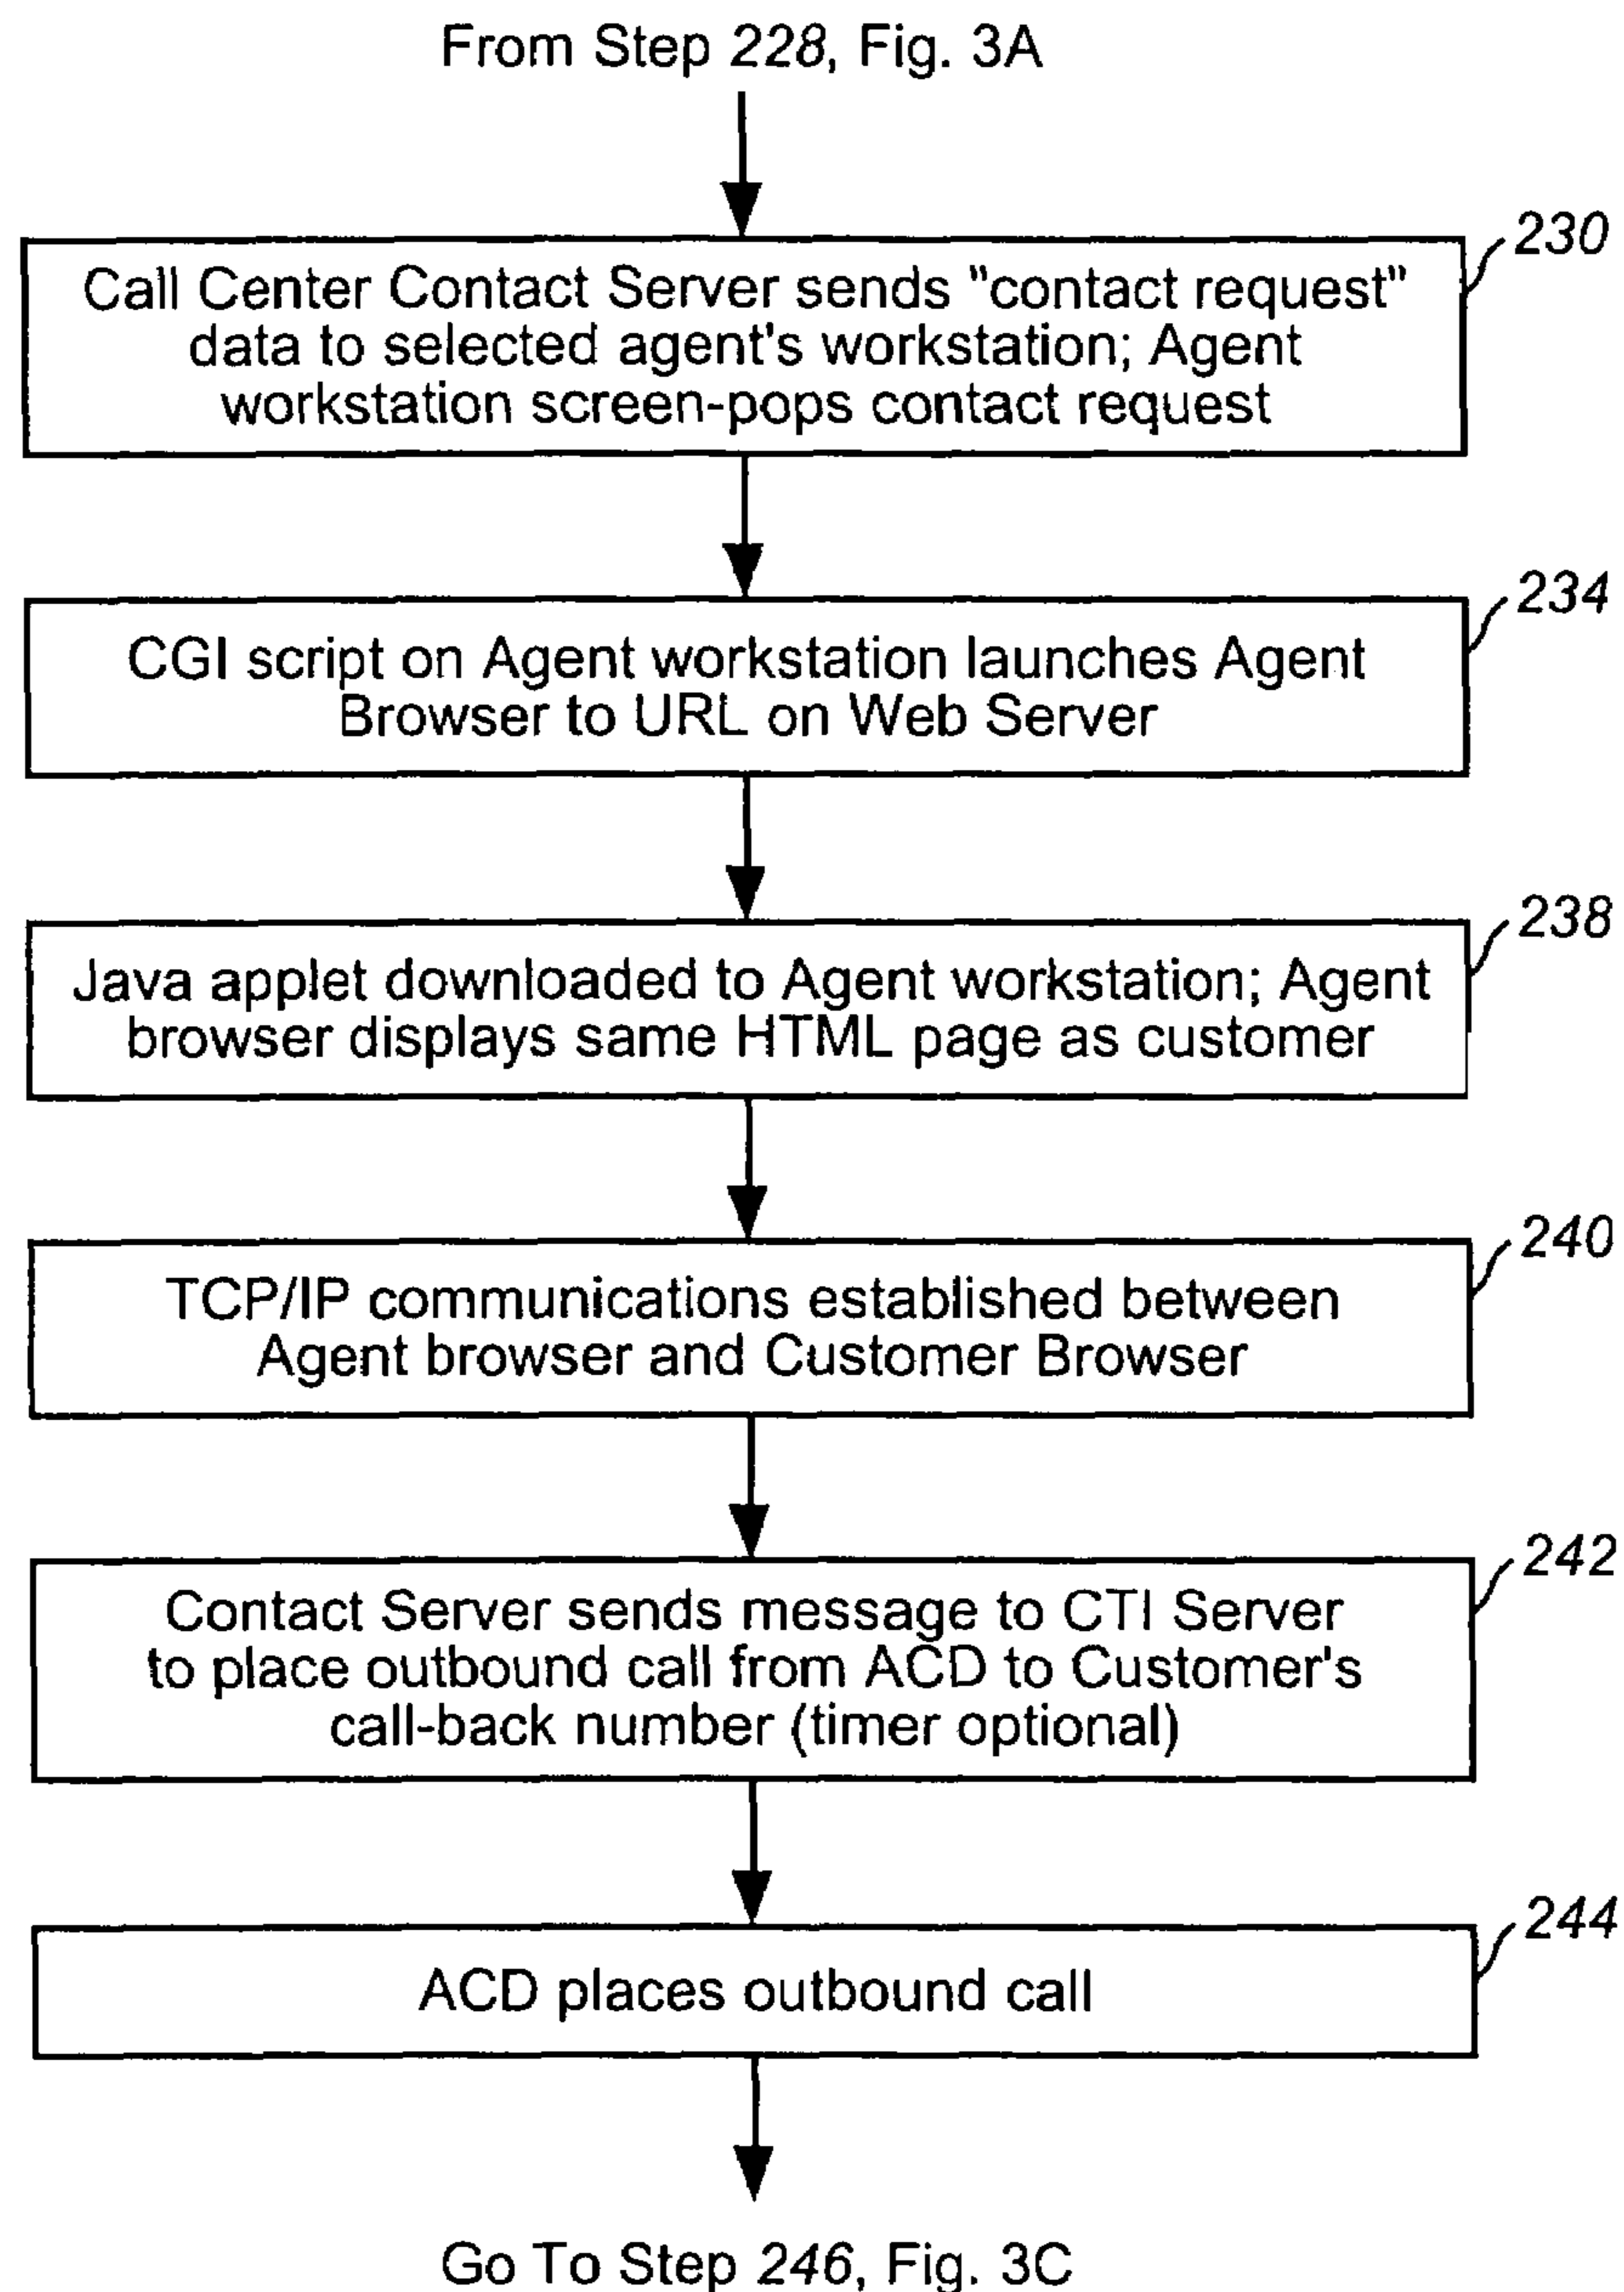 From Step 228, Fig. 3A
230
Call Center Contact Server sends "contact request"
data to selected agent's workstation; Agent
workstation screen-pops contact request
234
CGI script on Agent workstation launches Agent
Browser to URL on Web Server
238
Java applet downloaded to Agent workstation; Agent
browser displays same HTML page as customer
240
TCP/IP communications established between
Agent browser and Customer Browser
242
Contact Server sends message to CTI Server
to place outbound call from ACD to Customer's
call-back number (timer optional)
244
ACD places outbound call
Go To Step 246, Fig. 3C